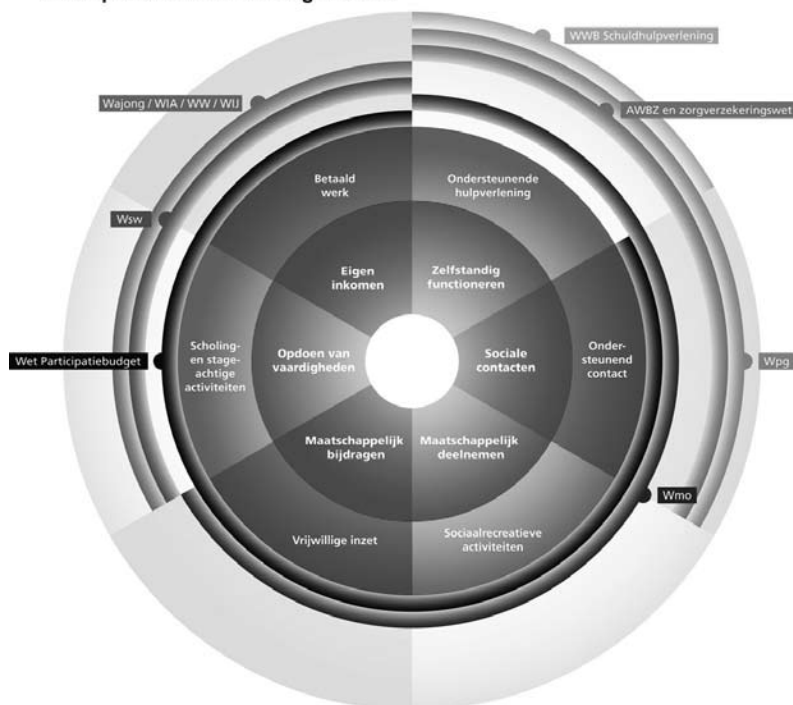 WWB Schuldhulpverlening
Wajong / WIA / WW / WIJ
AWBZ en zorgverzekeringswet
Betaald
werk
Ondersteunende
hulpverlening
Wsw
Eigen
inkomen
Zelfstandig
functioneren
Wet Participatiebudget
Scholing-
en stage-
achtige
activiteiten
Opdoen van
vaardigheden
Sociale
contacten
Onder-
steunend
contact
Wpg
Maatschappelijk
bijdragen
Maatschappelijk
deelnemen
Wmo
Vrijwillige inzet
Sociaalrecreatieve
activiteiten